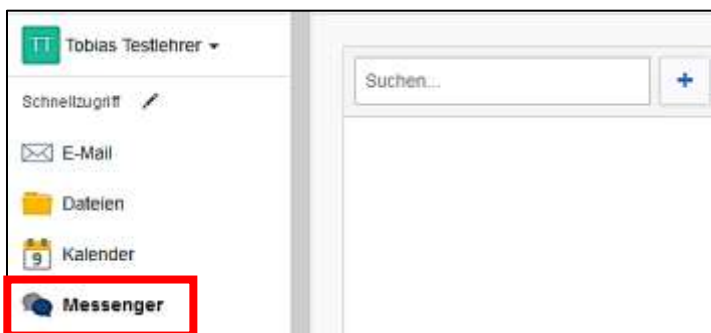 TT Tobias Testlehrer
Suchen...
Schnellzugriff
E-Mail
Dateien
9 Kalender
Messenger